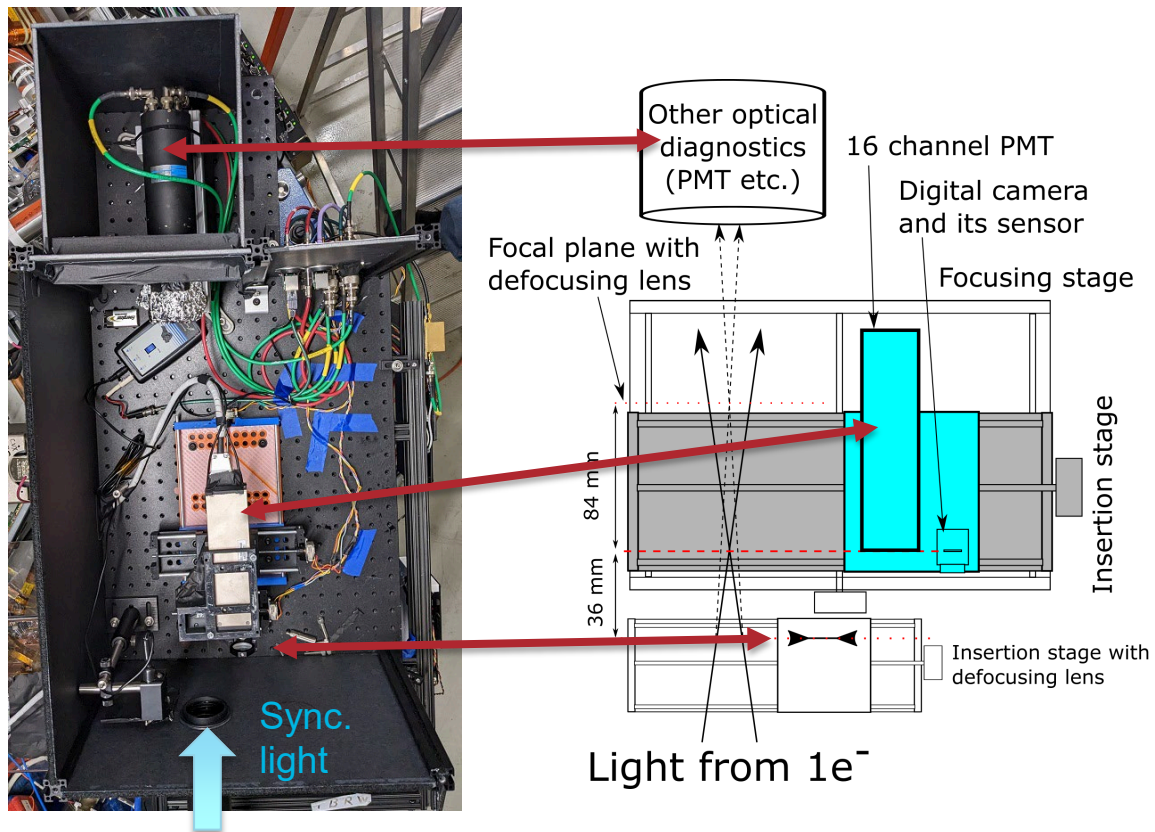 Other optical
diagnostics
(PMT etc.)
16 channel PMT
Digital camera
and its sensor
Focal plane with
defocusing lens
Focusing stage
84 mm
36 mm
Insertion stage
Insertion stage with
defocusing lens
Light from 1e-
Sync.
light